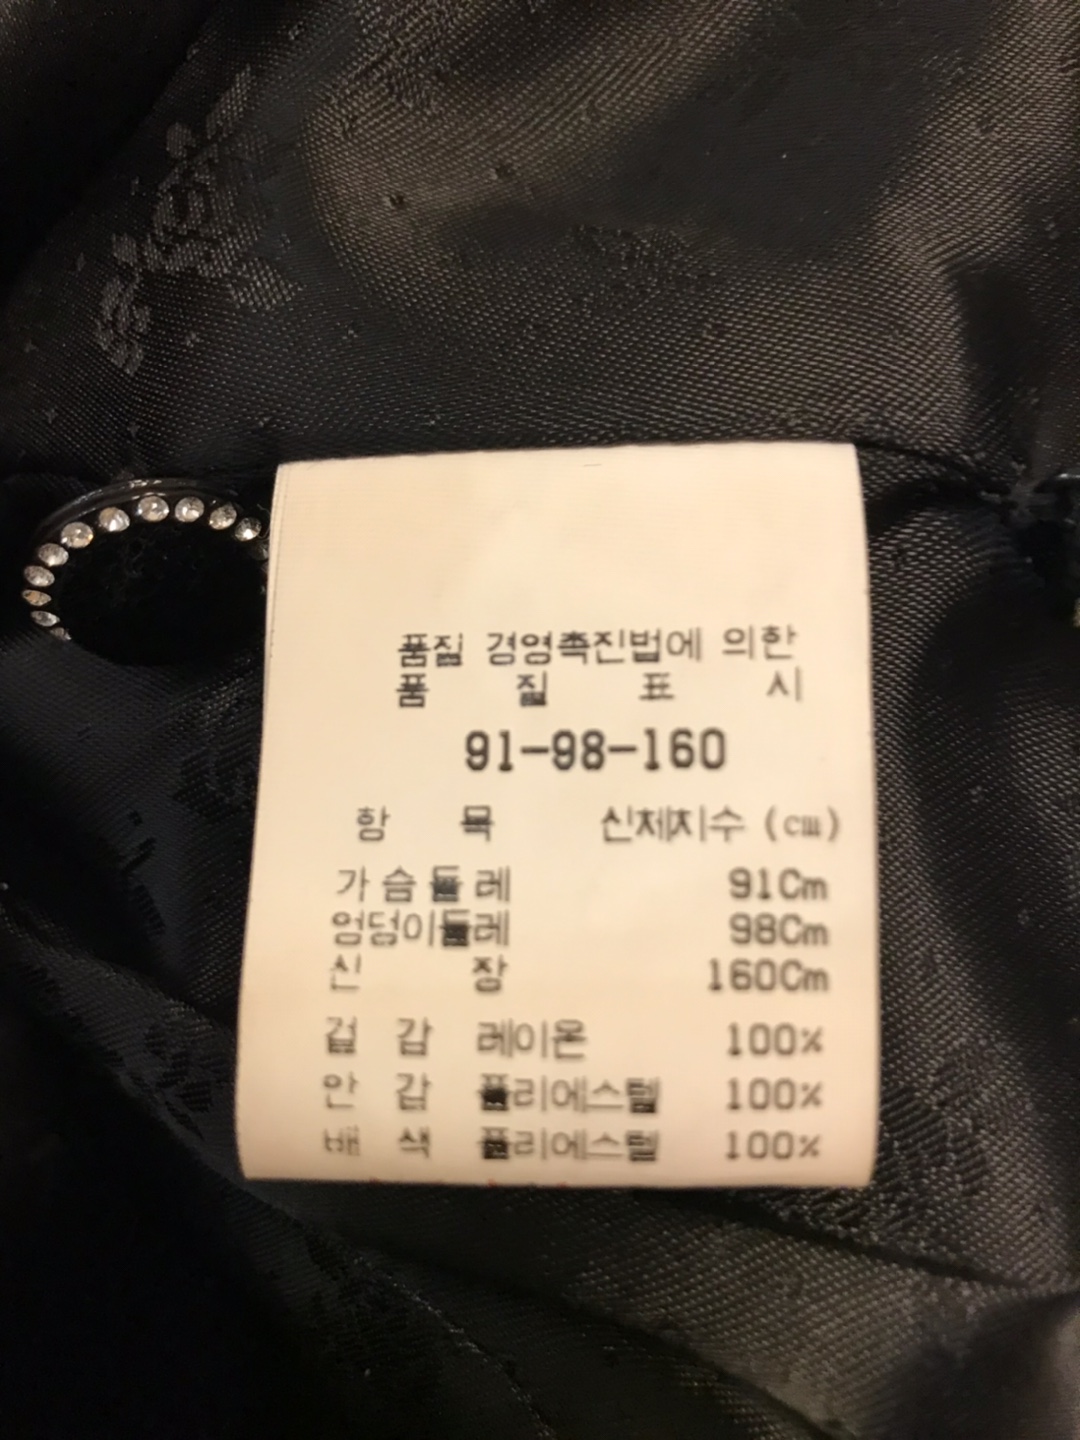 품질 경영촉진법에 의한
품 질 표 시
91-98-160
항 목 신체치수 (cm)
가슴둘레 91Cm
엉덩이둘레 98Cm
신 장 160Cm
겉 감 레이온 100%
안 감 폴리에스텔 100%
배 색 폴리에스텔 100%